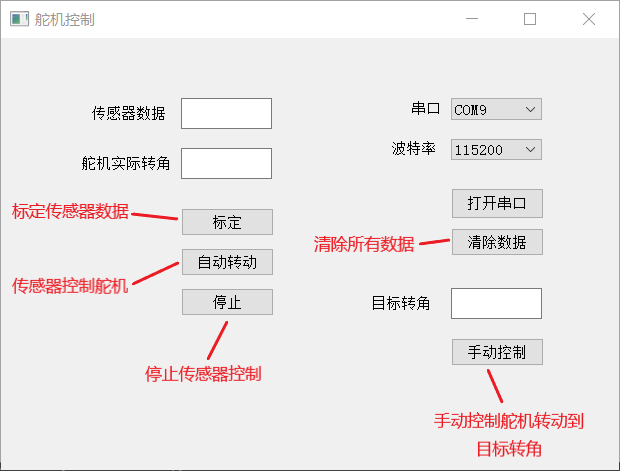 舵机控制
传感器数据
串口 COM9
波特率 115200
舵机实际转角
打开串口
标定传感器数据
标定
清除所有数据
清除数据
传感器控制舵机
自动转动
停止
目标转角
手动控制
停止传感器控制
手动控制舵机转动到
目标转角